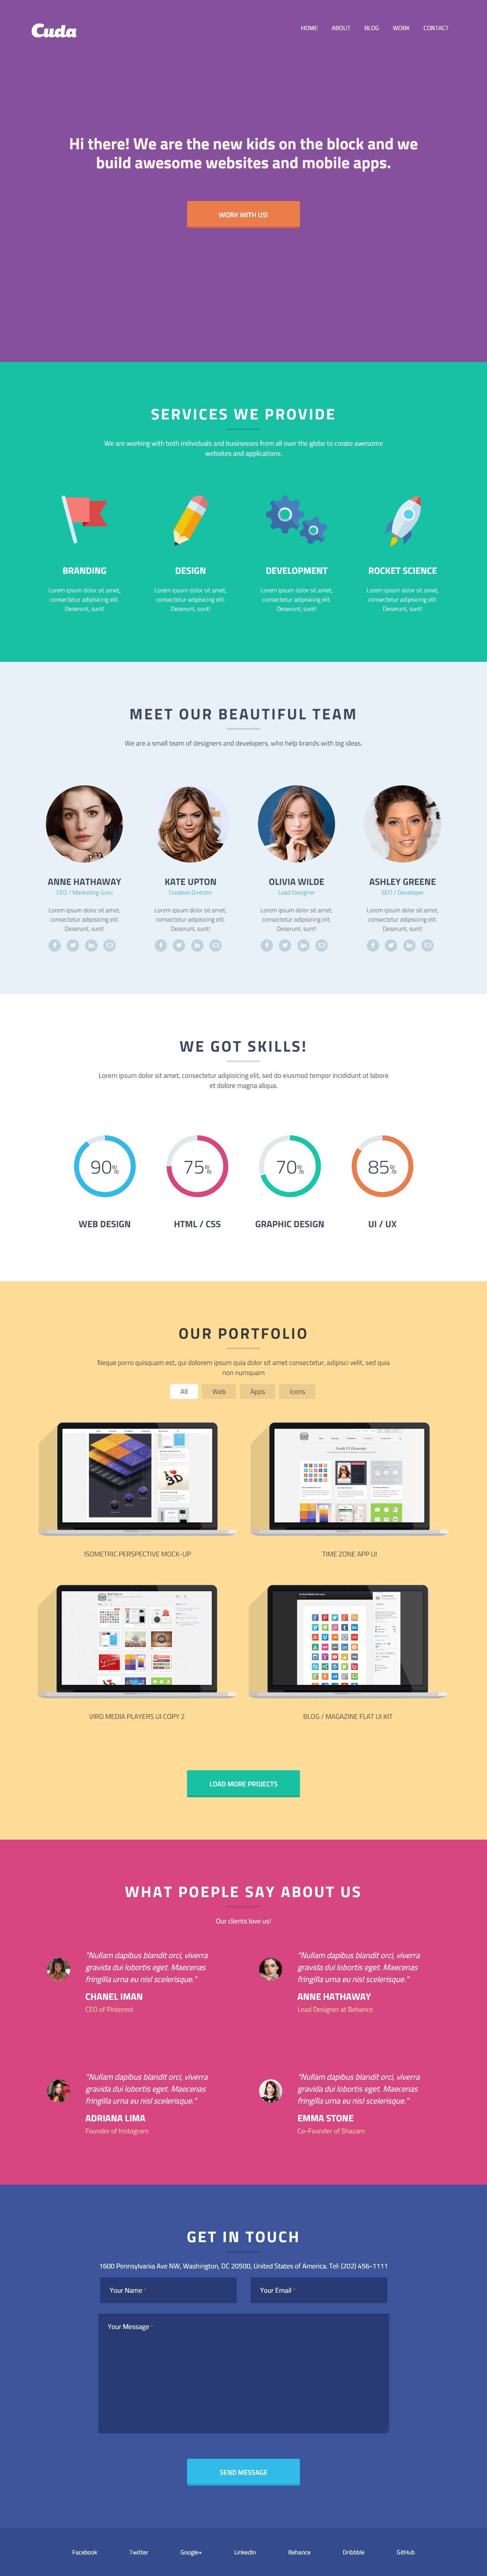 Cuda
HOME ABOUT BLOG WORK CONTACT
Hi there! We are the new kids on the block and we
build awesome websites and mobile apps.
WORK WITH US!
SERVICES WE PROVIDE
We are working with both individuals and businesses from all over the globe to create awesome
websites and applications.
BRANDING DESIGN DEVELOPMENT ROCKET SCIENCE
Lorem ipsum dolor sit amet, Lorem ipsum dolor sit amet, Lorem ipsum dolor sit amet, Lorem ipsum dolor sit amet,
consectetur adipisicing elit. consectetur adipisicing elit. consectetur adipisicing elit. consectetur adipisicing elit.
Deserunt, sunt! Deserunt, sunt! Deserunt, sunt! Deserunt, sunt!
MEET OUR BEAUTIFUL TEAM
We are a small team of designers and developers, who help brands with big ideas.
ANNE HATHAWAY KATE UPTON OLIVIA WILDE ASHLEY GREENE
CEO / Marketing Guru Creative Director Lead Designer SEO / Developer
Lorem ipsum dolor sit amet, Lorem ipsum dolor sit amet, Lorem ipsum dolor sit amet, Lorem ipsum dolor sit amet,
consectetur adipisicing elit. consectetur adipisicing elit. consectetur adipisicing elit. consectetur adipisicing elit.
Deserunt, sunt! Deserunt, sunt! Deserunt, sunt! Deserunt, sunt!
WE GOT SKILLS!
Lorem ipsum dolor sit amet, consectetur adipisicing elit, sed do eiusmod tempor incididunt ut labore
et dolore magna aliqua.
90% 75% 70% 85%
WEB DESIGN HTML / CSS GRAPHIC DESIGN UI / UX
OUR PORTFOLIO
Neque porro quisquam est, qui dolorem ipsum quia dolor sit amet consectetur, adipisci velit, sed quia
non numquam
All Web Apps Icons
I 3D
Fresh UI Elements
ISOMETRIC PERSPECTIVE MOCK-UP TIME ZONE APP UI
VIRO MEDIA PLAYERS UI COPY 2 BLOG / MAGAZINE FLAT UI KIT
LOAD MORE PROJECTS
WHAT POEPLE SAY ABOUT US
Our clients love us!
"Nullam dapibus blandit orci, viverra "Nullam dapibus blandit orci, viverra
gravida dui lobortis eget. Maecenas gravida dui lobortis eget. Maecenas
fringilla urna eu nisl scelerisque." fringilla urna eu nisl scelerisque."
CHANEL IMAN ANNE HATHAWAY
CEO of Pinterest Lead Designer at Behance
"Nullam dapibus blandit orci, viverra "Nullam dapibus blandit orci, viverra
gravida dui lobortis eget. Maecenas gravida dui lobortis eget. Maecenas
fringilla urna eu nisl scelerisque." fringilla urna eu nisl scelerisque."
ADRIANA LIMA EMMA STONE
Founder of Instagram Co-Founder of Shazam
GET IN TOUCH
1600 Pennsylvania Ave NW, Washington, DC 20500, United States of America. Tel: (202) 456-1111
Your Name * Your Email *
Your Message *
SEND MESSAGE
Facebook Twitter Google+ LinkedIn Behance Dribbble GitHub